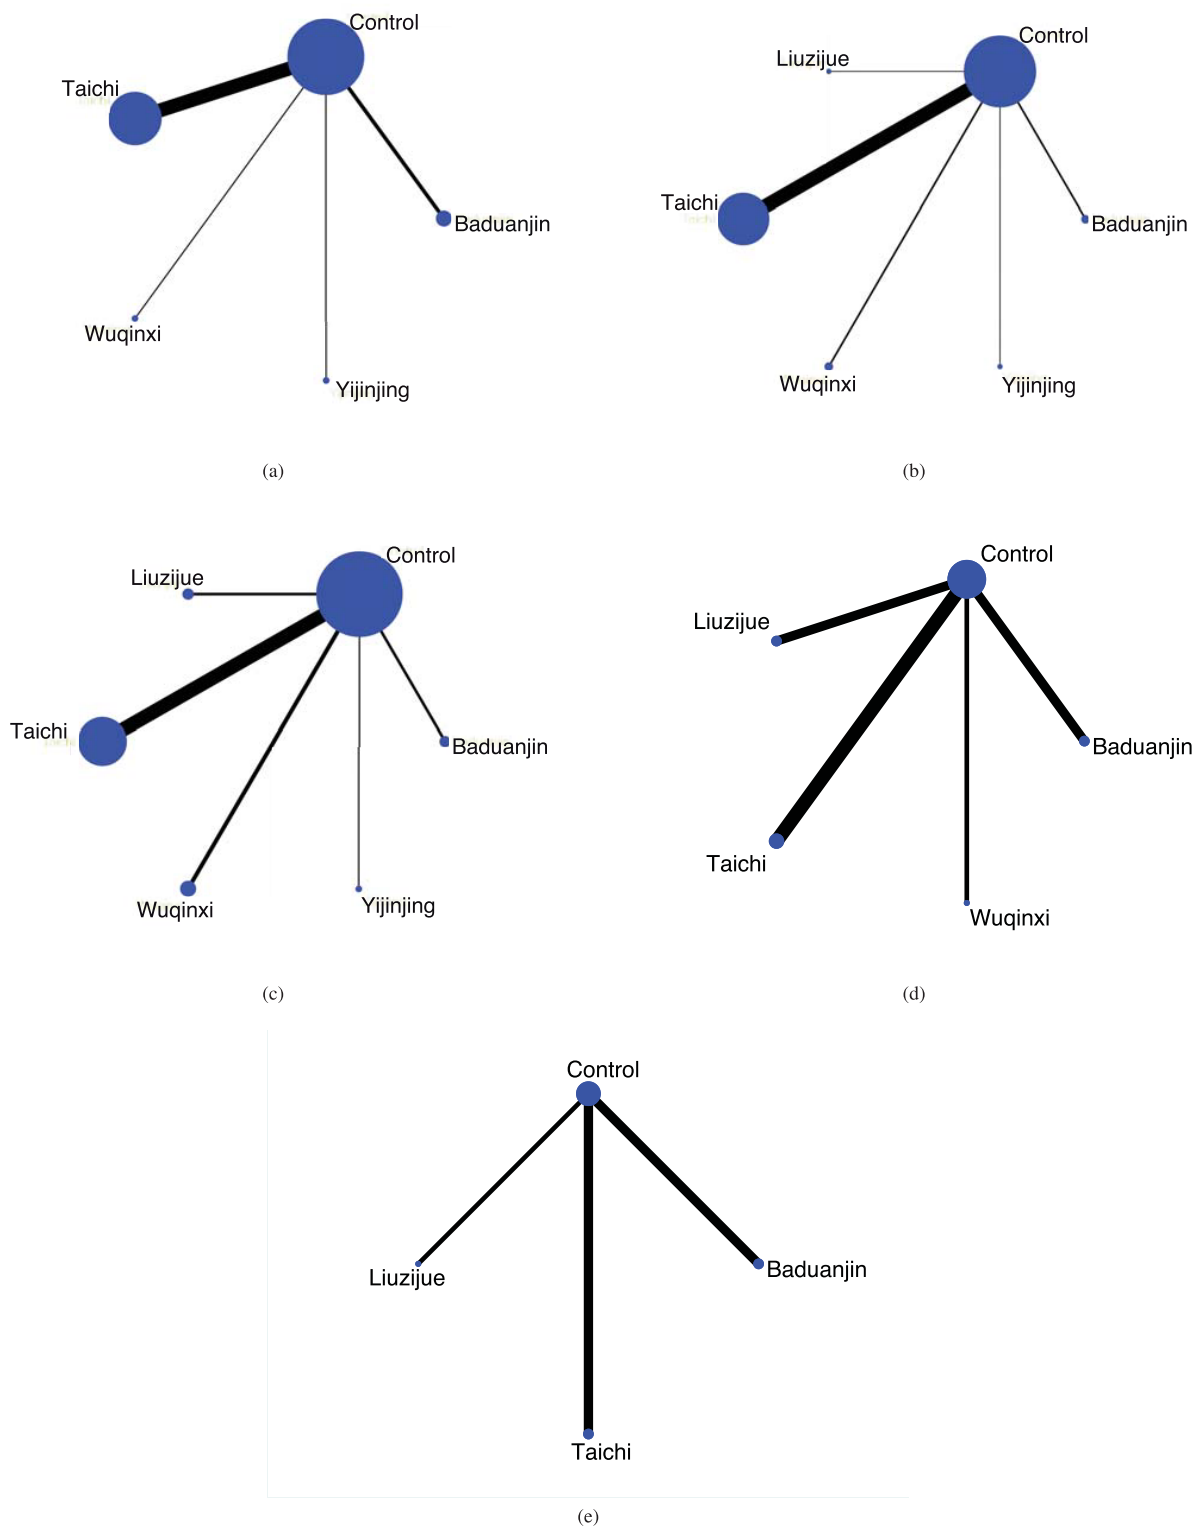 Control
Taichi
Baduanjin
Wuqinxi
Yijinjing
(a)
Control
Liuzijue
Taichi
Baduanjin
Wuqinxi
Yijinjing
(b)
Control
Liuzijue
Taichi
Baduanjin
Wuqinxi
Yijinjing
(c)
Control
Liuzijue
Baduanjin
Taichi
Wuqinxi
(d)
Control
Liuzijue
Baduanjin
Taichi
(e)